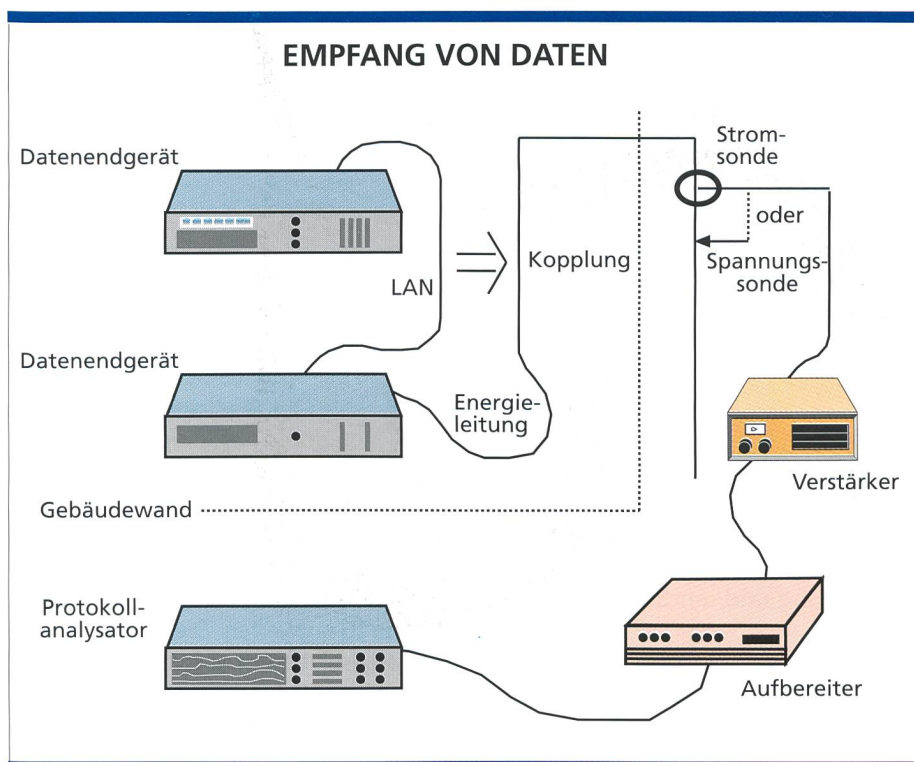 EMPFANG VON DATEN
Datenendgerät
Strom-
sonde
oder
Spannungs-
sonde
Kopplung
LAN
Datenendgerät
Energie-
leitung
Verstärker
Gebäudewand
Protokoll-
analysator
Aufbereiter